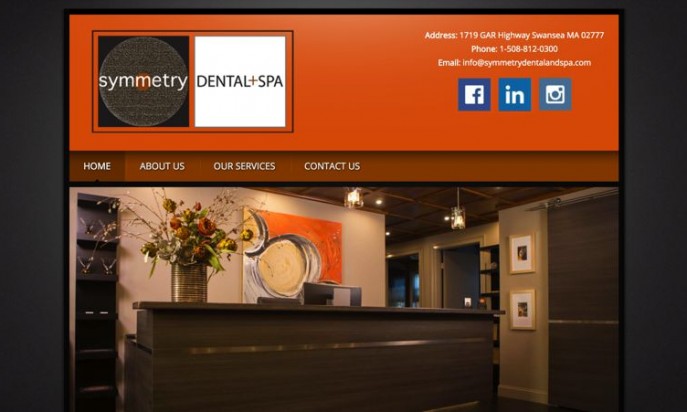 symmetry
DENTAL+SPA
Address: 1719 GAR Highway Swansea MA 02777
Phone: 1-508-812-0300
Email: info@symmetrydentalandspa.com
f
in
HOME
ABOUT US
OUR SERVICES
CONTACT US